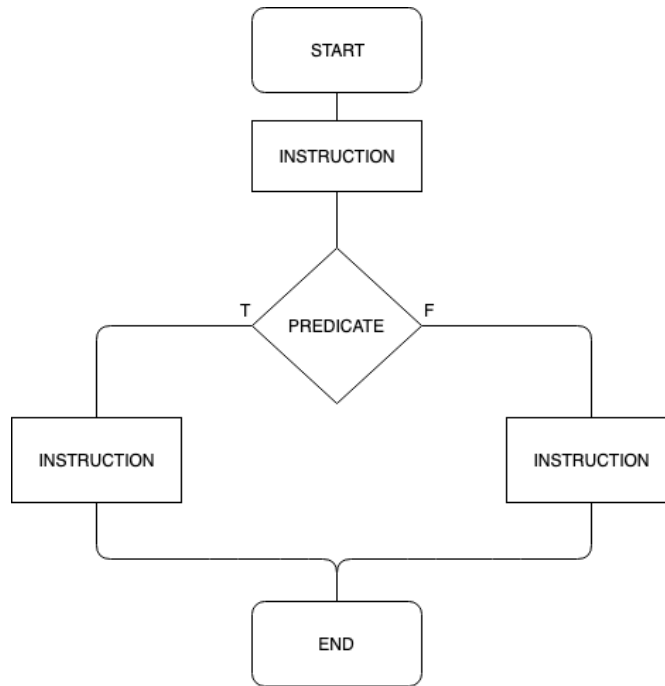 START
INSTRUCTION
T
PREDICATE
F
INSTRUCTION
INSTRUCTION
END